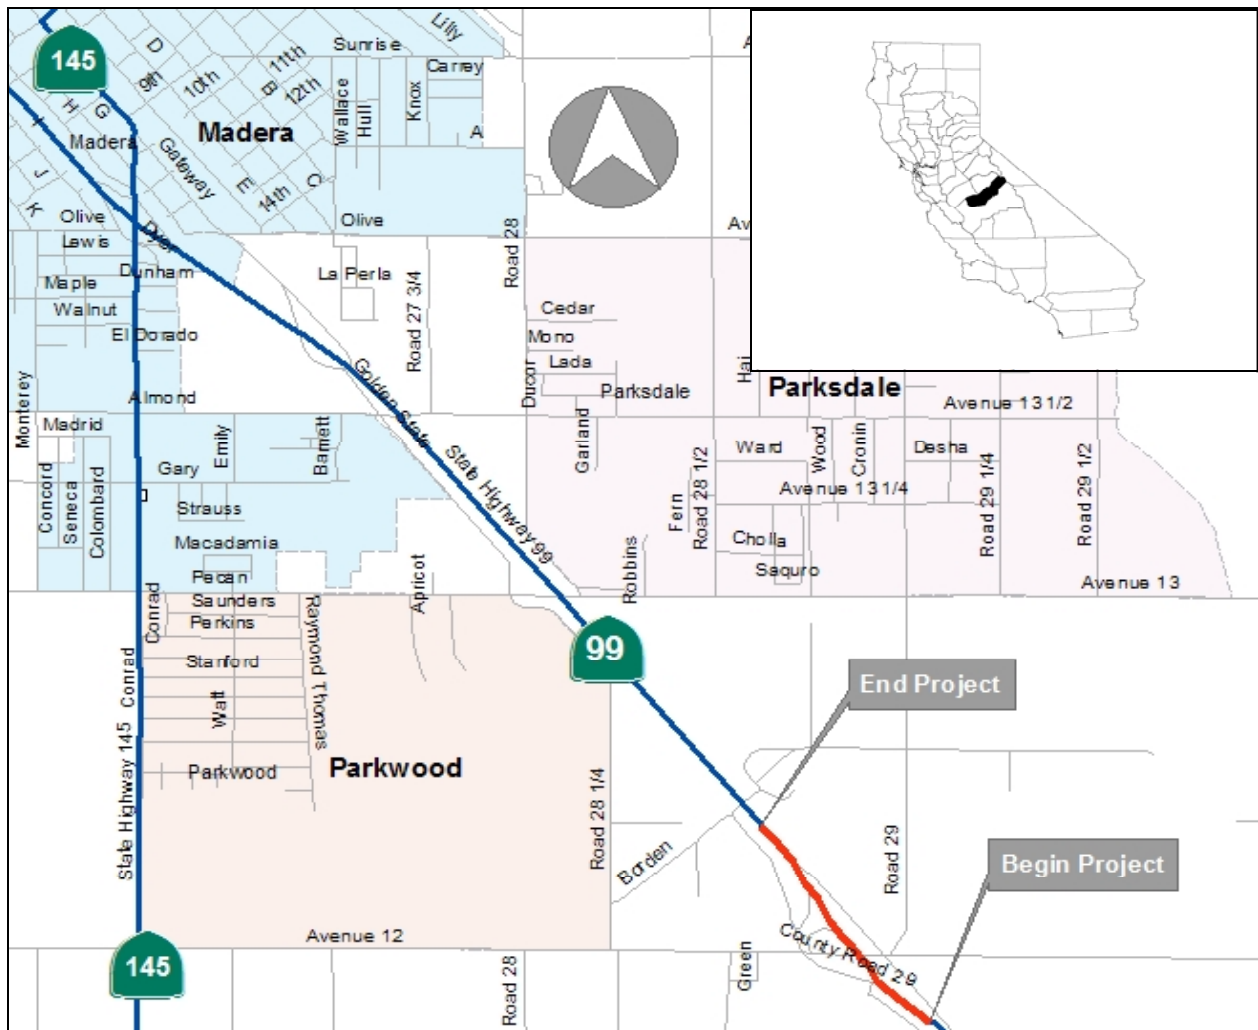 Lilly
145
D
11th
Sunrise
Carrey
9th
10th
B
12th
Wallace
Hull
Knox
H
G
I
Madera
Madera
A
J
Gateway
E
14th
C
K
Olive
Olive
Av
Lewis
Dyer
Road 28
Dunham
La Perla
Maple
Walnut
Road 27 3/4
Cedar
El Dorado
Mono
Lada
Golden State
Ducor
Parksdale
Parksdale
Almond
Avenue 13 1/2
Monterey
Madrid
Emily
Barnett
Garland
Ward
Wood
Cronin
Desha
Gary
State Highway 99
Concord
Seneca
Colombard
Avenue 13 1/4
Strauss
Fern
Road 28 1/2
Road 29 1/4
Road 29 1/2
Macadamia
Cholla
Pecan
Saquro
Apricot
Robbins
Avenue 13
Conrad
Saunders
Perkins
Raymond Thomas
Stanford
99
Conrad
Watt
End Project
State Highway 145
Parkwood
Parkwood
Road 28 1/4
Borden
Road 29
Begin Project
Avenue 12
County Road 29
145
Road 28
Green